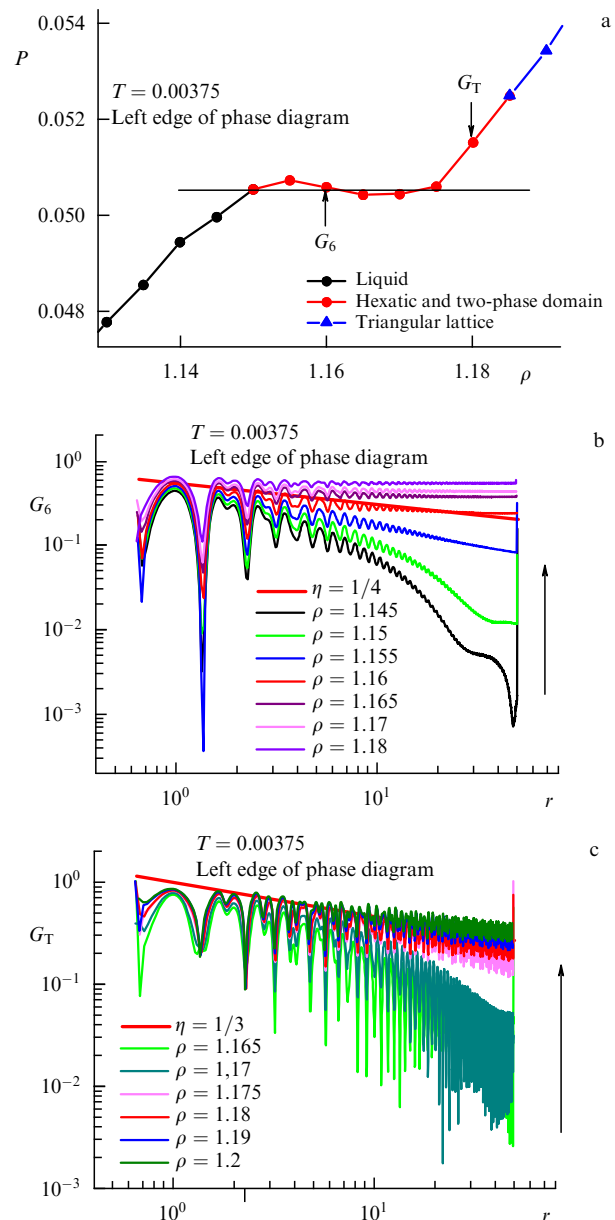 a
0.054
P
T = 0.00375
Left edge of phase diagram
G_T
0.052
0.050
G_6
Liquid
Hexatic and two-phase domain
Triangular lattice
0.048
1.14
1.16
1.18
ρ
b
T = 0.00375
Left edge of phase diagram
10^0
G_6
10^-1
10^-2
10^-3
η = 1/4
ρ = 1.145
ρ = 1.15
ρ = 1.155
ρ = 1.16
ρ = 1.165
ρ = 1.17
ρ = 1.18
10^0
10^1
r
c
T = 0.00375
Left edge of phase diagram
10^0
G_T
10^-1
10^-2
10^-3
η = 1/3
ρ = 1.165
ρ = 1,17
ρ = 1.175
ρ = 1.18
ρ = 1.19
ρ = 1.2
10^0
10^1
r